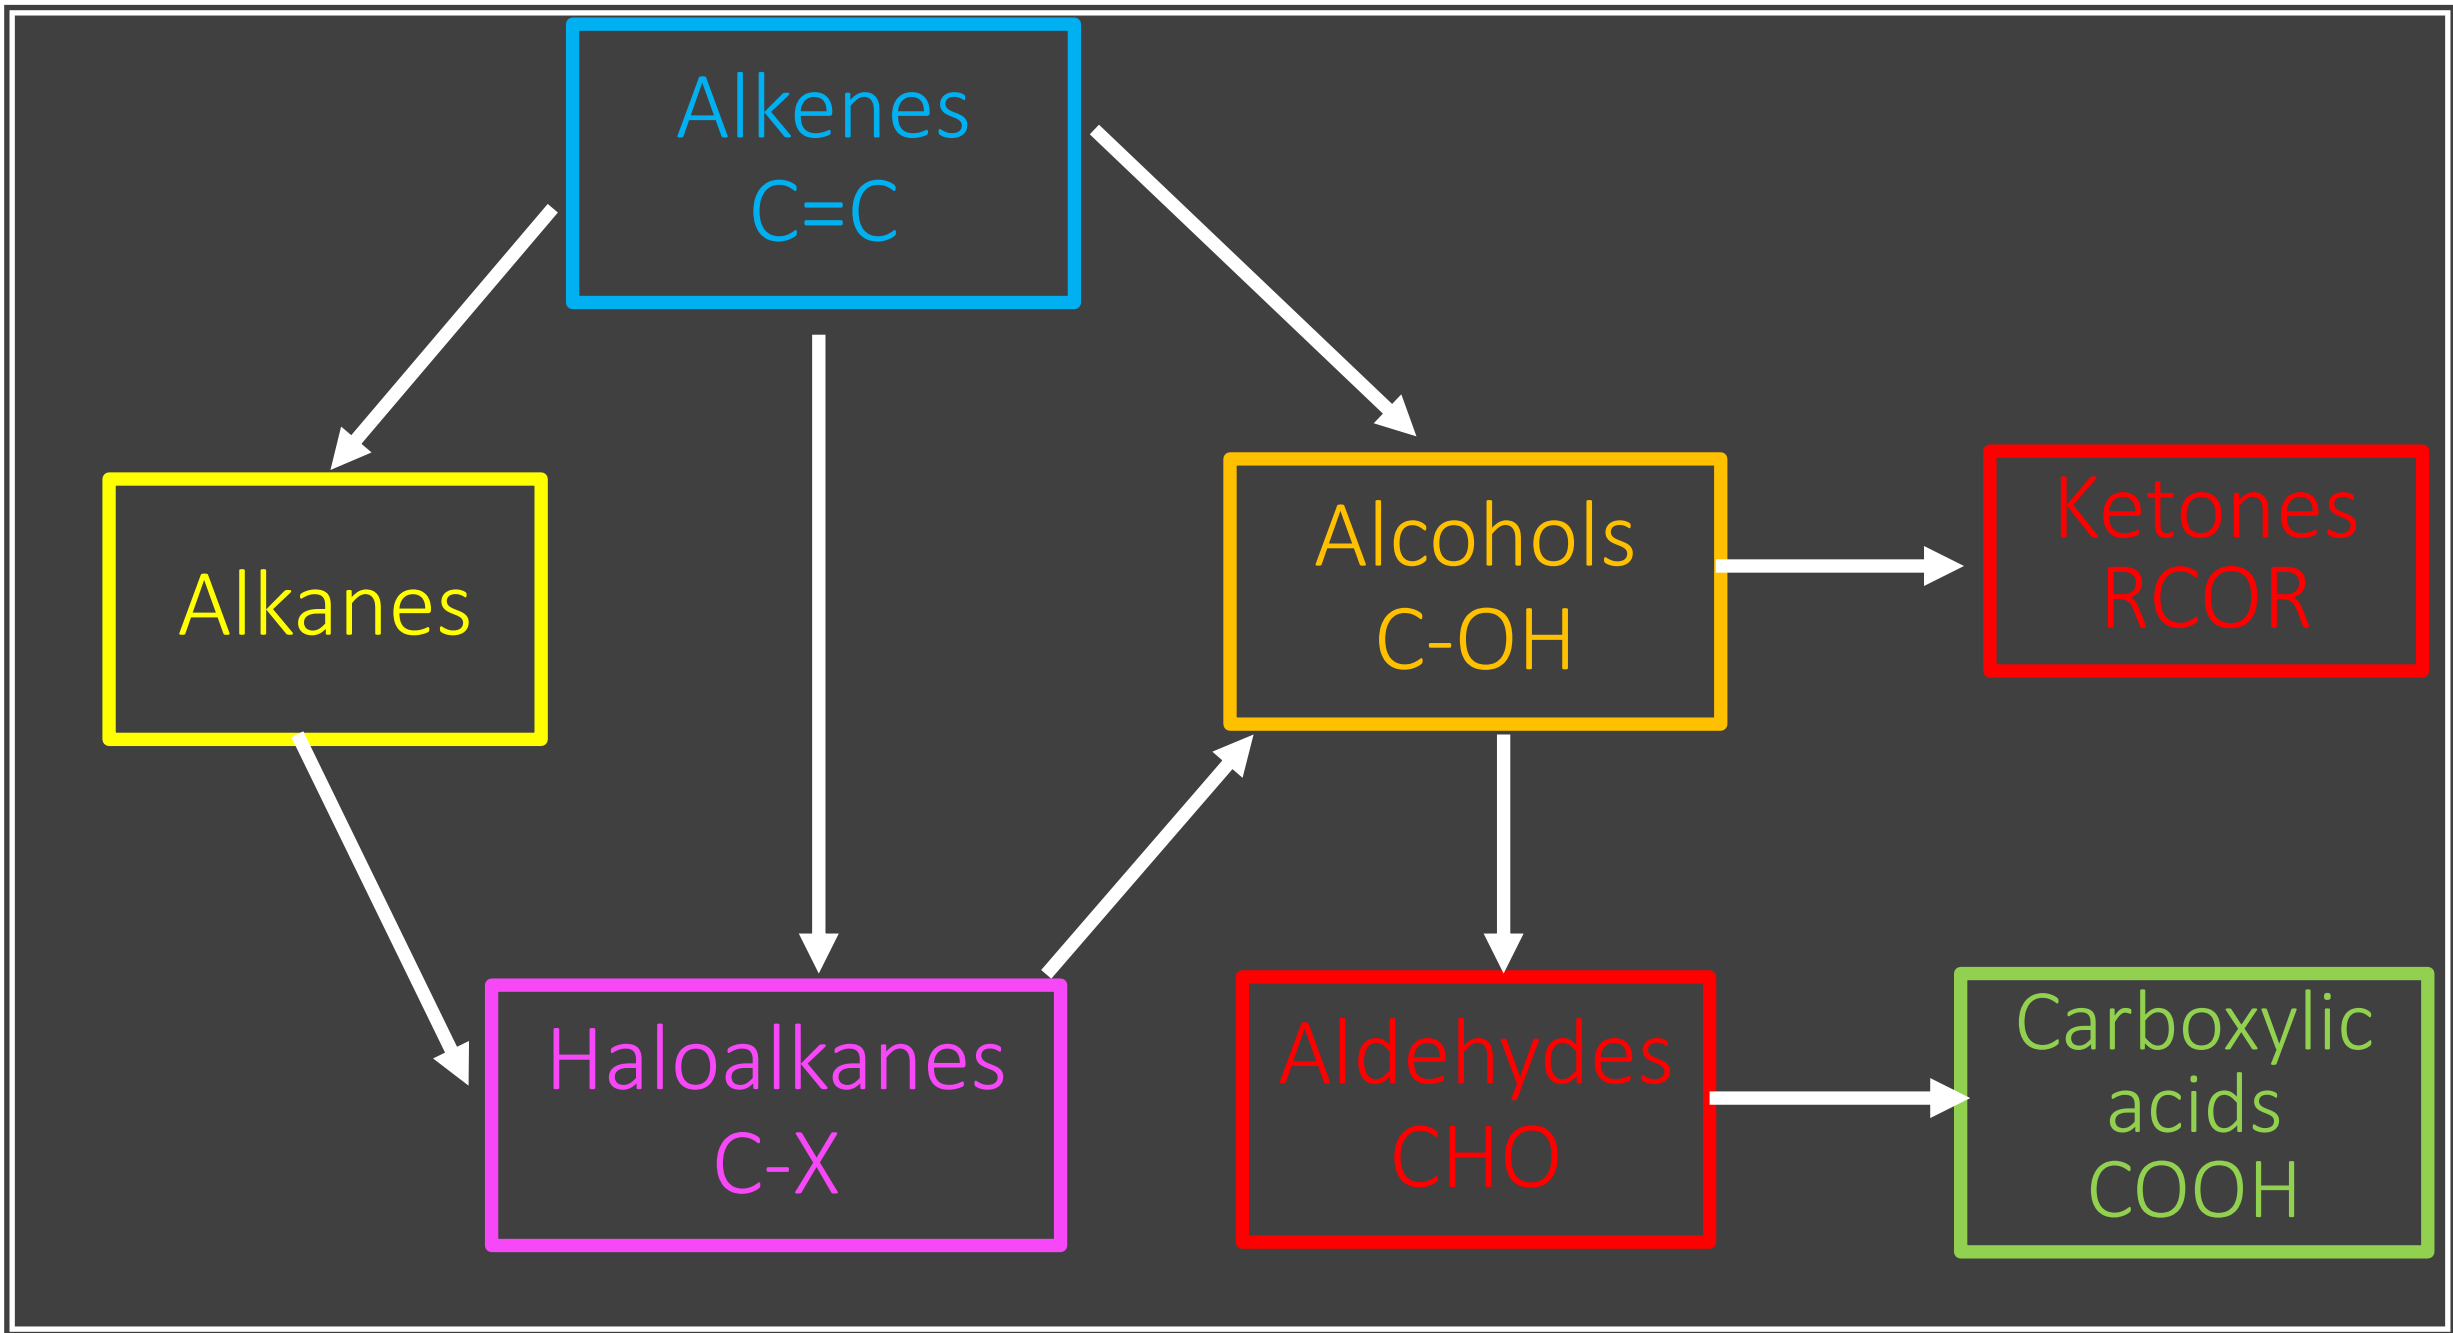 Alkenes
C=C
Alkanes
Alcohols
C-OH
Ketones
RCOR
Haloalkanes
C-X
Aldehydes
CHO
Carboxylic
acids
COOH